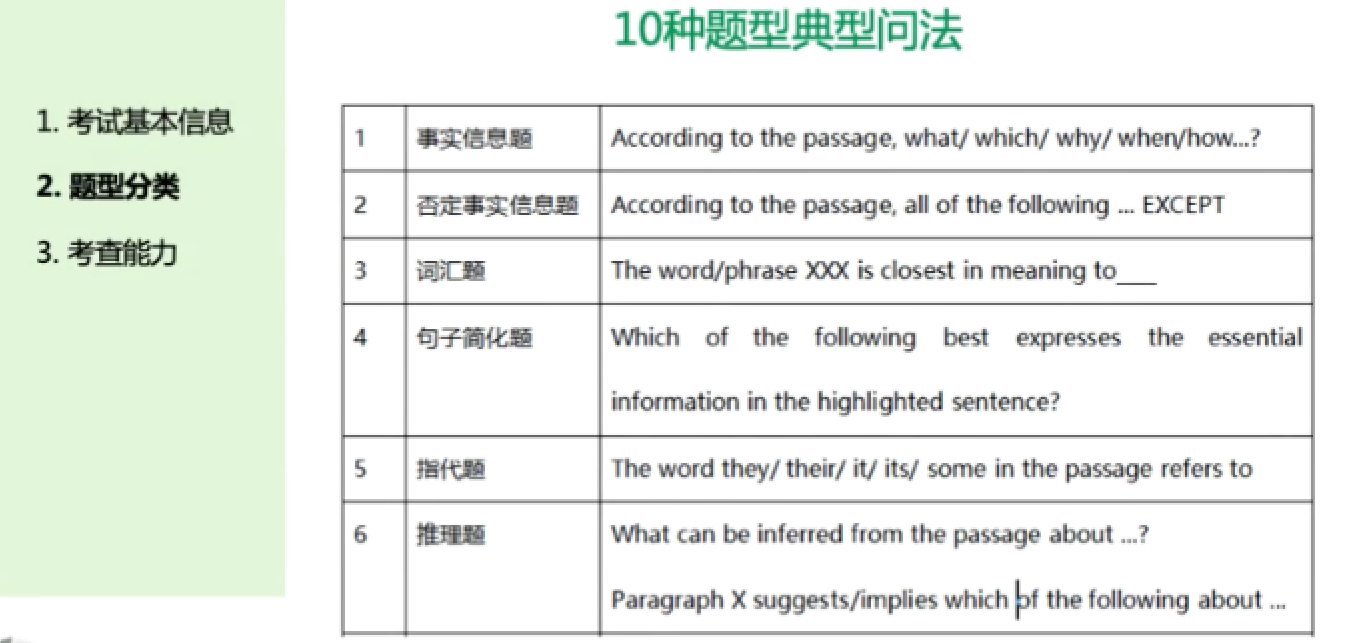 10种题型典型问法
1. 考试基本信息
2. 题型分类
3. 考查能力
1 事实信息题 According to the passage, what/ which/ why/ when/how...?
2 否定事实信息题 According to the passage, all of the following ... EXCEPT
3 词汇题 The word/phrase XXX is closest in meaning to___
4 句子简化题 Which of the following best expresses the essential
information in the highlighted sentence?
5 指代题 The word they/ their/ it/ its/ some in the passage refers to
6 推理题 What can be inferred from the passage about ...?
Paragraph X suggests/implies which of the following about ...